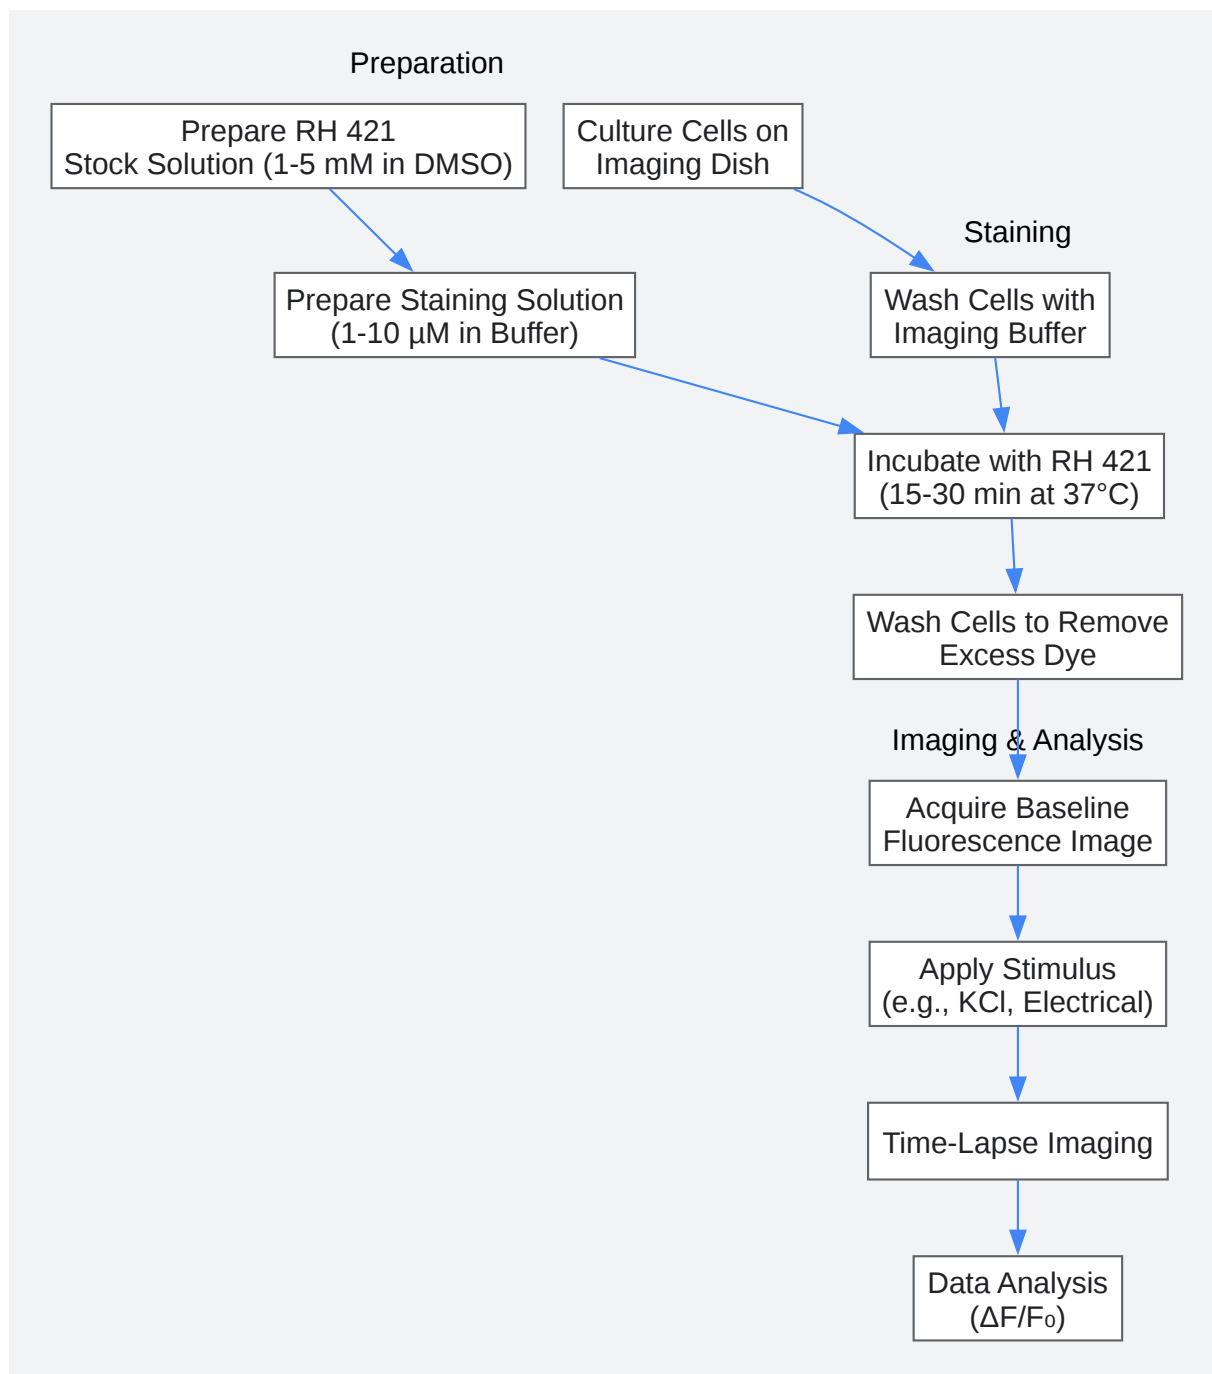 Preparation
Prepare RH 421
Stock Solution (1-5 mM in DMSO)
Culture Cells on
Imaging Dish
Staining
Prepare Staining Solution
(1-10 µM in Buffer)
Wash Cells with
Imaging Buffer
Incubate with RH 421
(15-30 min at 37°C)
Wash Cells to Remove
Excess Dye
Imaging & Analysis
Acquire Baseline
Fluorescence Image
Apply Stimulus
(e.g., KCl, Electrical)
Time-Lapse Imaging
Data Analysis
(ΔF/F₀)